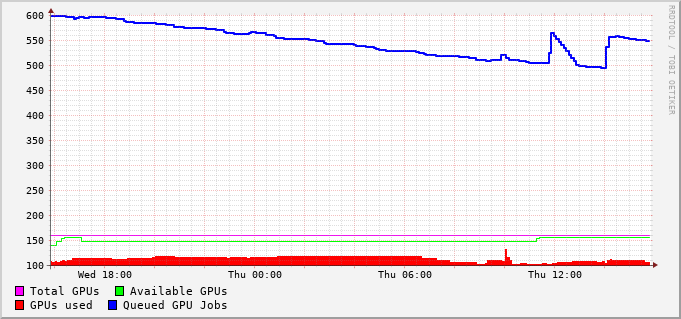 600
550
500
450
400
350
300
250
200
150
100
Wed 18:00 Thu 00:00 Thu 06:00 Thu 12:00
Total GPUs Available GPUs
GPUs used Queued GPU Jobs
RRDTOOL / TOBI OETIKER